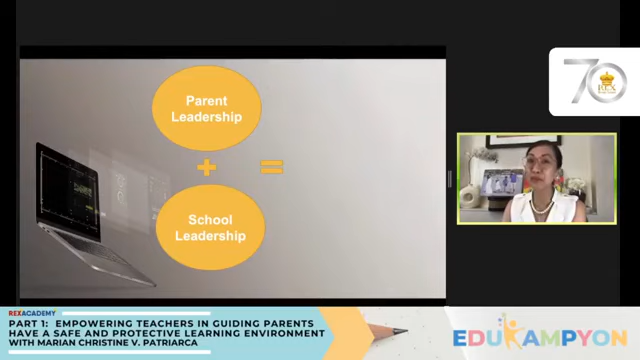 Parent
Leadership
+
=
School
Leadership
70
REX
REXACADEMY
PART 1: EMPOWERING TEACHERS IN GUIDING PARENTS
HAVE A SAFE AND PROTECTIVE LEARNING ENVIRONMENT
WITH MARIAN CHRISTINE V. PATRIARCA
EDUKAMPYON